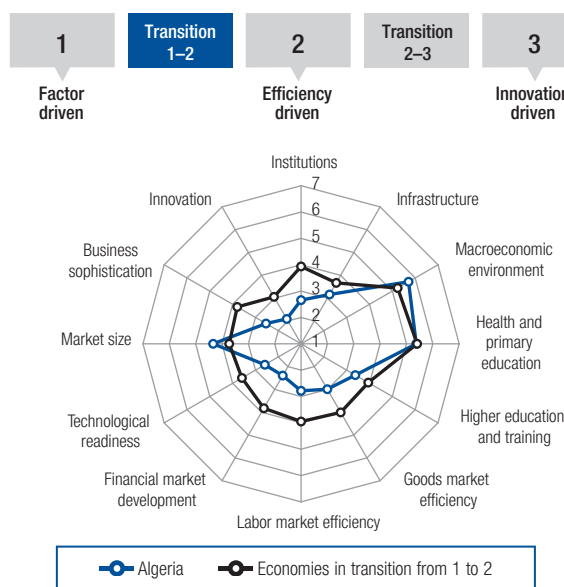 1
Transition
1–2
2
Transition
2–3
3
Factor
driven
Efficiency
driven
Innovation
driven
Institutions
Infrastructure
Macroeconomic
environment
Health and
primary
education
Higher education
and training
Goods market
efficiency
Labor market efficiency
Financial market
development
Technological
readiness
Market size
Business
sophistication
Innovation
7
6
5
4
3
2
1
Algeria
Economies in transition from 1 to 2